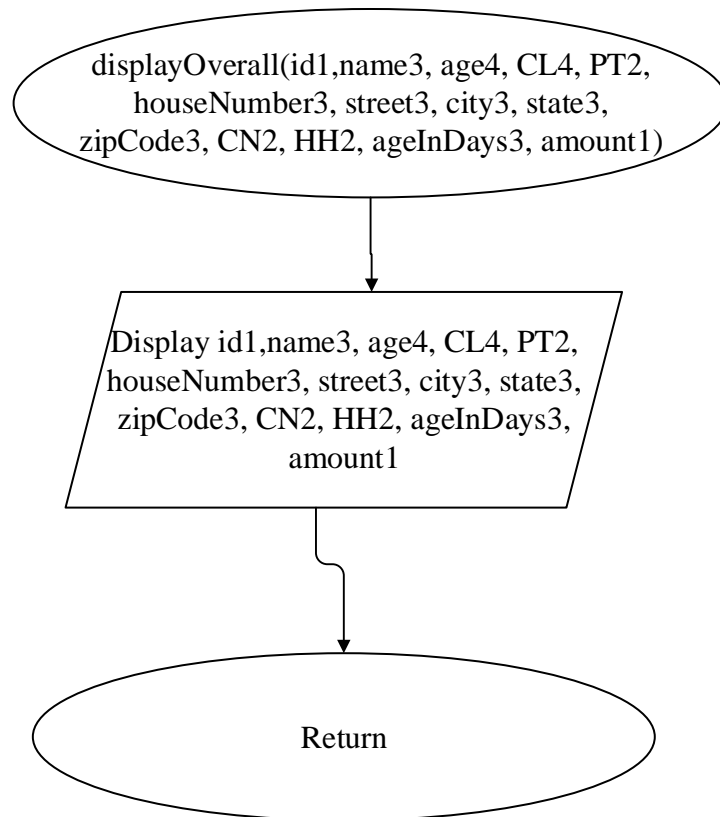 displayOverall(id1,name3, age4, CL4, PT2,
houseNumber3, street3, city3, state3,
zipCode3, CN2, HH2, ageInDays3, amount1)
Display id1,name3, age4, CL4, PT2,
houseNumber3, street3, city3, state3,
zipCode3, CN2, HH2, ageInDays3,
amount1
Return